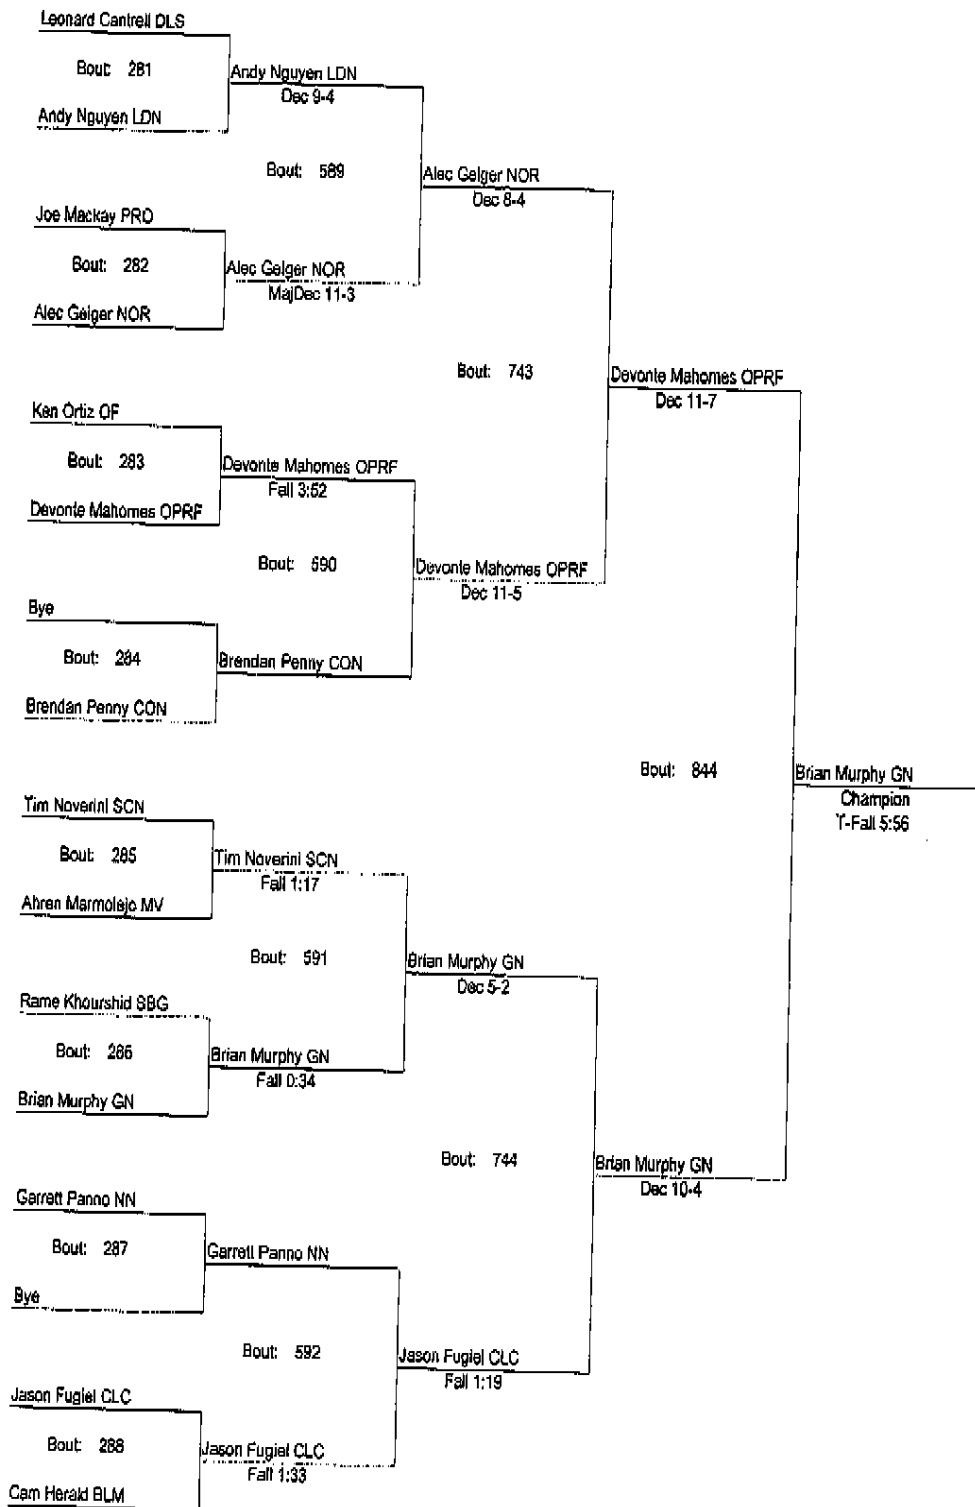 Leonard Cantrell DLS
Bout: 281
Andy Nguyen LDN
Dec 9-4
Andy Nguyen LDN
Bout: 589
Alec Geiger NOR
Dec 8-4
Joe Mackay PRO
Bout: 282
Alec Geiger NOR
MajDec 11-3
Alec Geiger NOR
Bout: 743
Devonte Mahomes OPRF
Dec 11-7
Ken Ortiz OF
Bout: 283
Devonte Mahomes OPRF
Fall 3:52
Devonte Mahomes OPRF
Bout: 590
Devonte Mahomes OPRF
Dec 11-5
Bye
Bout: 284
Brendan Penny CON
Brendan Penny CON
Bout: 844
Brian Murphy GN
Champion
T-Fall 5:56
Tim Noverini SCN
Bout: 285
Tim Noverini SCN
Fall 1:17
Ahren Marmolejo MV
Bout: 591
Brian Murphy GN
Dec 5-2
Rame Khourshid SBG
Bout: 286
Brian Murphy GN
Fall 0:34
Brian Murphy GN
Bout: 744
Brian Murphy GN
Dec 10-4
Garrett Panno NN
Bout: 287
Garrett Panno NN
Bye
Bout: 592
Jason Fugiel CLC
Fall 1:19
Jason Fugiel CLC
Bout: 288
Jason Fugiel CLC
Fall 1:33
Cam Herald BLM